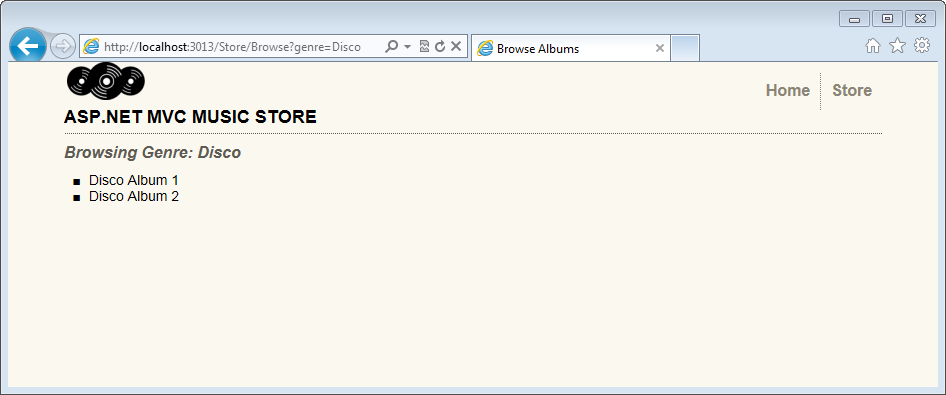 http://localhost:3013/Store/Browse?genre=Disco
Browse Albums
Home
Store
ASP.NET MVC MUSIC STORE
Browsing Genre: Disco
Disco Album 1
Disco Album 2